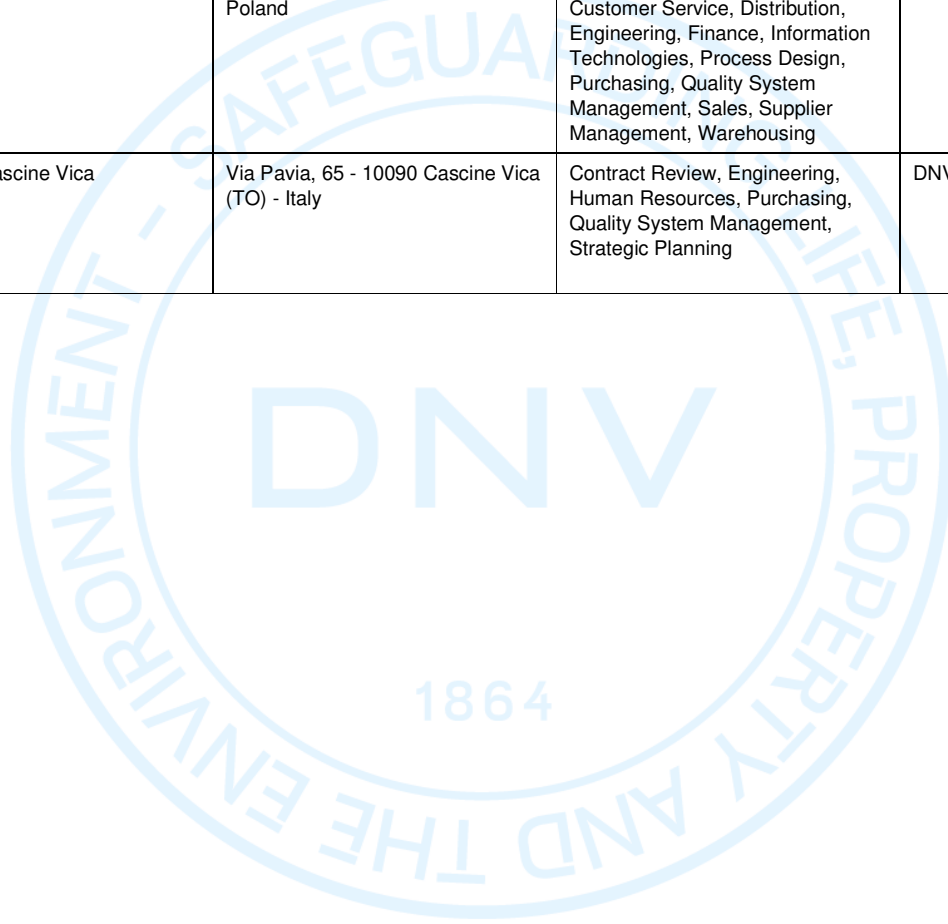 Poland
Customer Service, Distribution,
Engineering, Finance, Information
Technologies, Process Design,
Purchasing, Quality System
Management, Sales, Supplier
Management, Warehousing
ascine Vica
Via Pavia, 65 - 10090 Cascine Vica
(TO) - Italy
Contract Review, Engineering,
Human Resources, Purchasing,
Quality System Management,
Strategic Planning
DNV
SAFEGUARDING LIFE, PROPERTY AND THE ENVIRONMENT -
DNV
1864